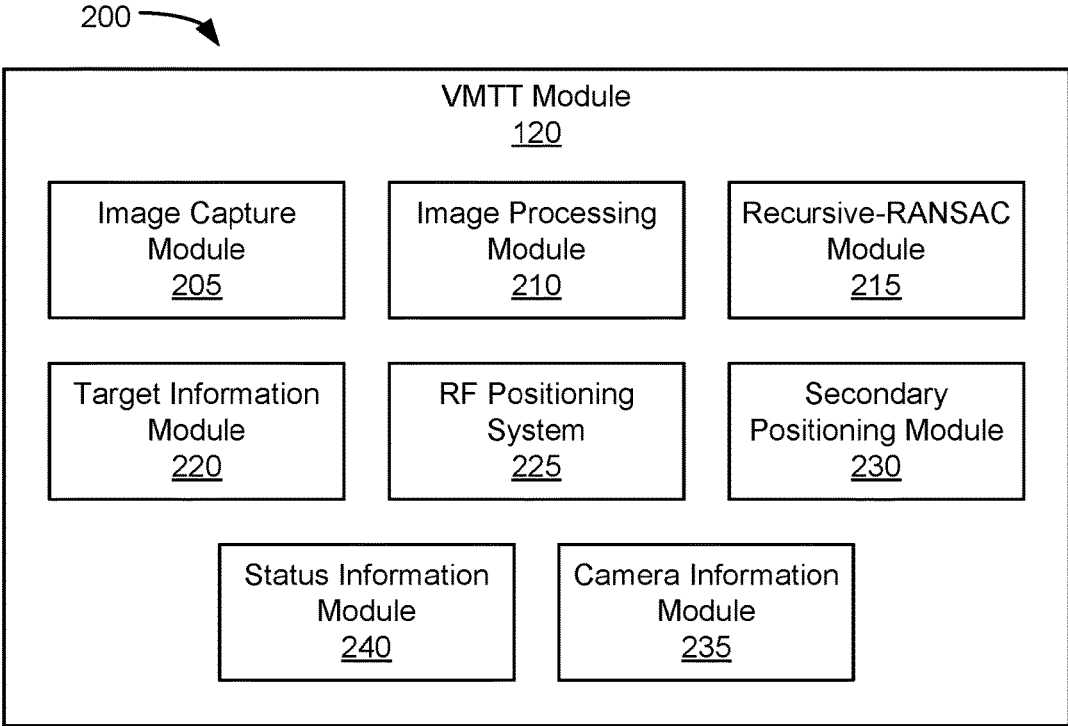 200
VMTT Module
120
Image Capture
Module
205
Image Processing
Module
210
Recursive-RANSAC
Module
215
Target Information
Module
220
RF Positioning
System
225
Secondary
Positioning Module
230
Status Information
Module
240
Camera Information
Module
235